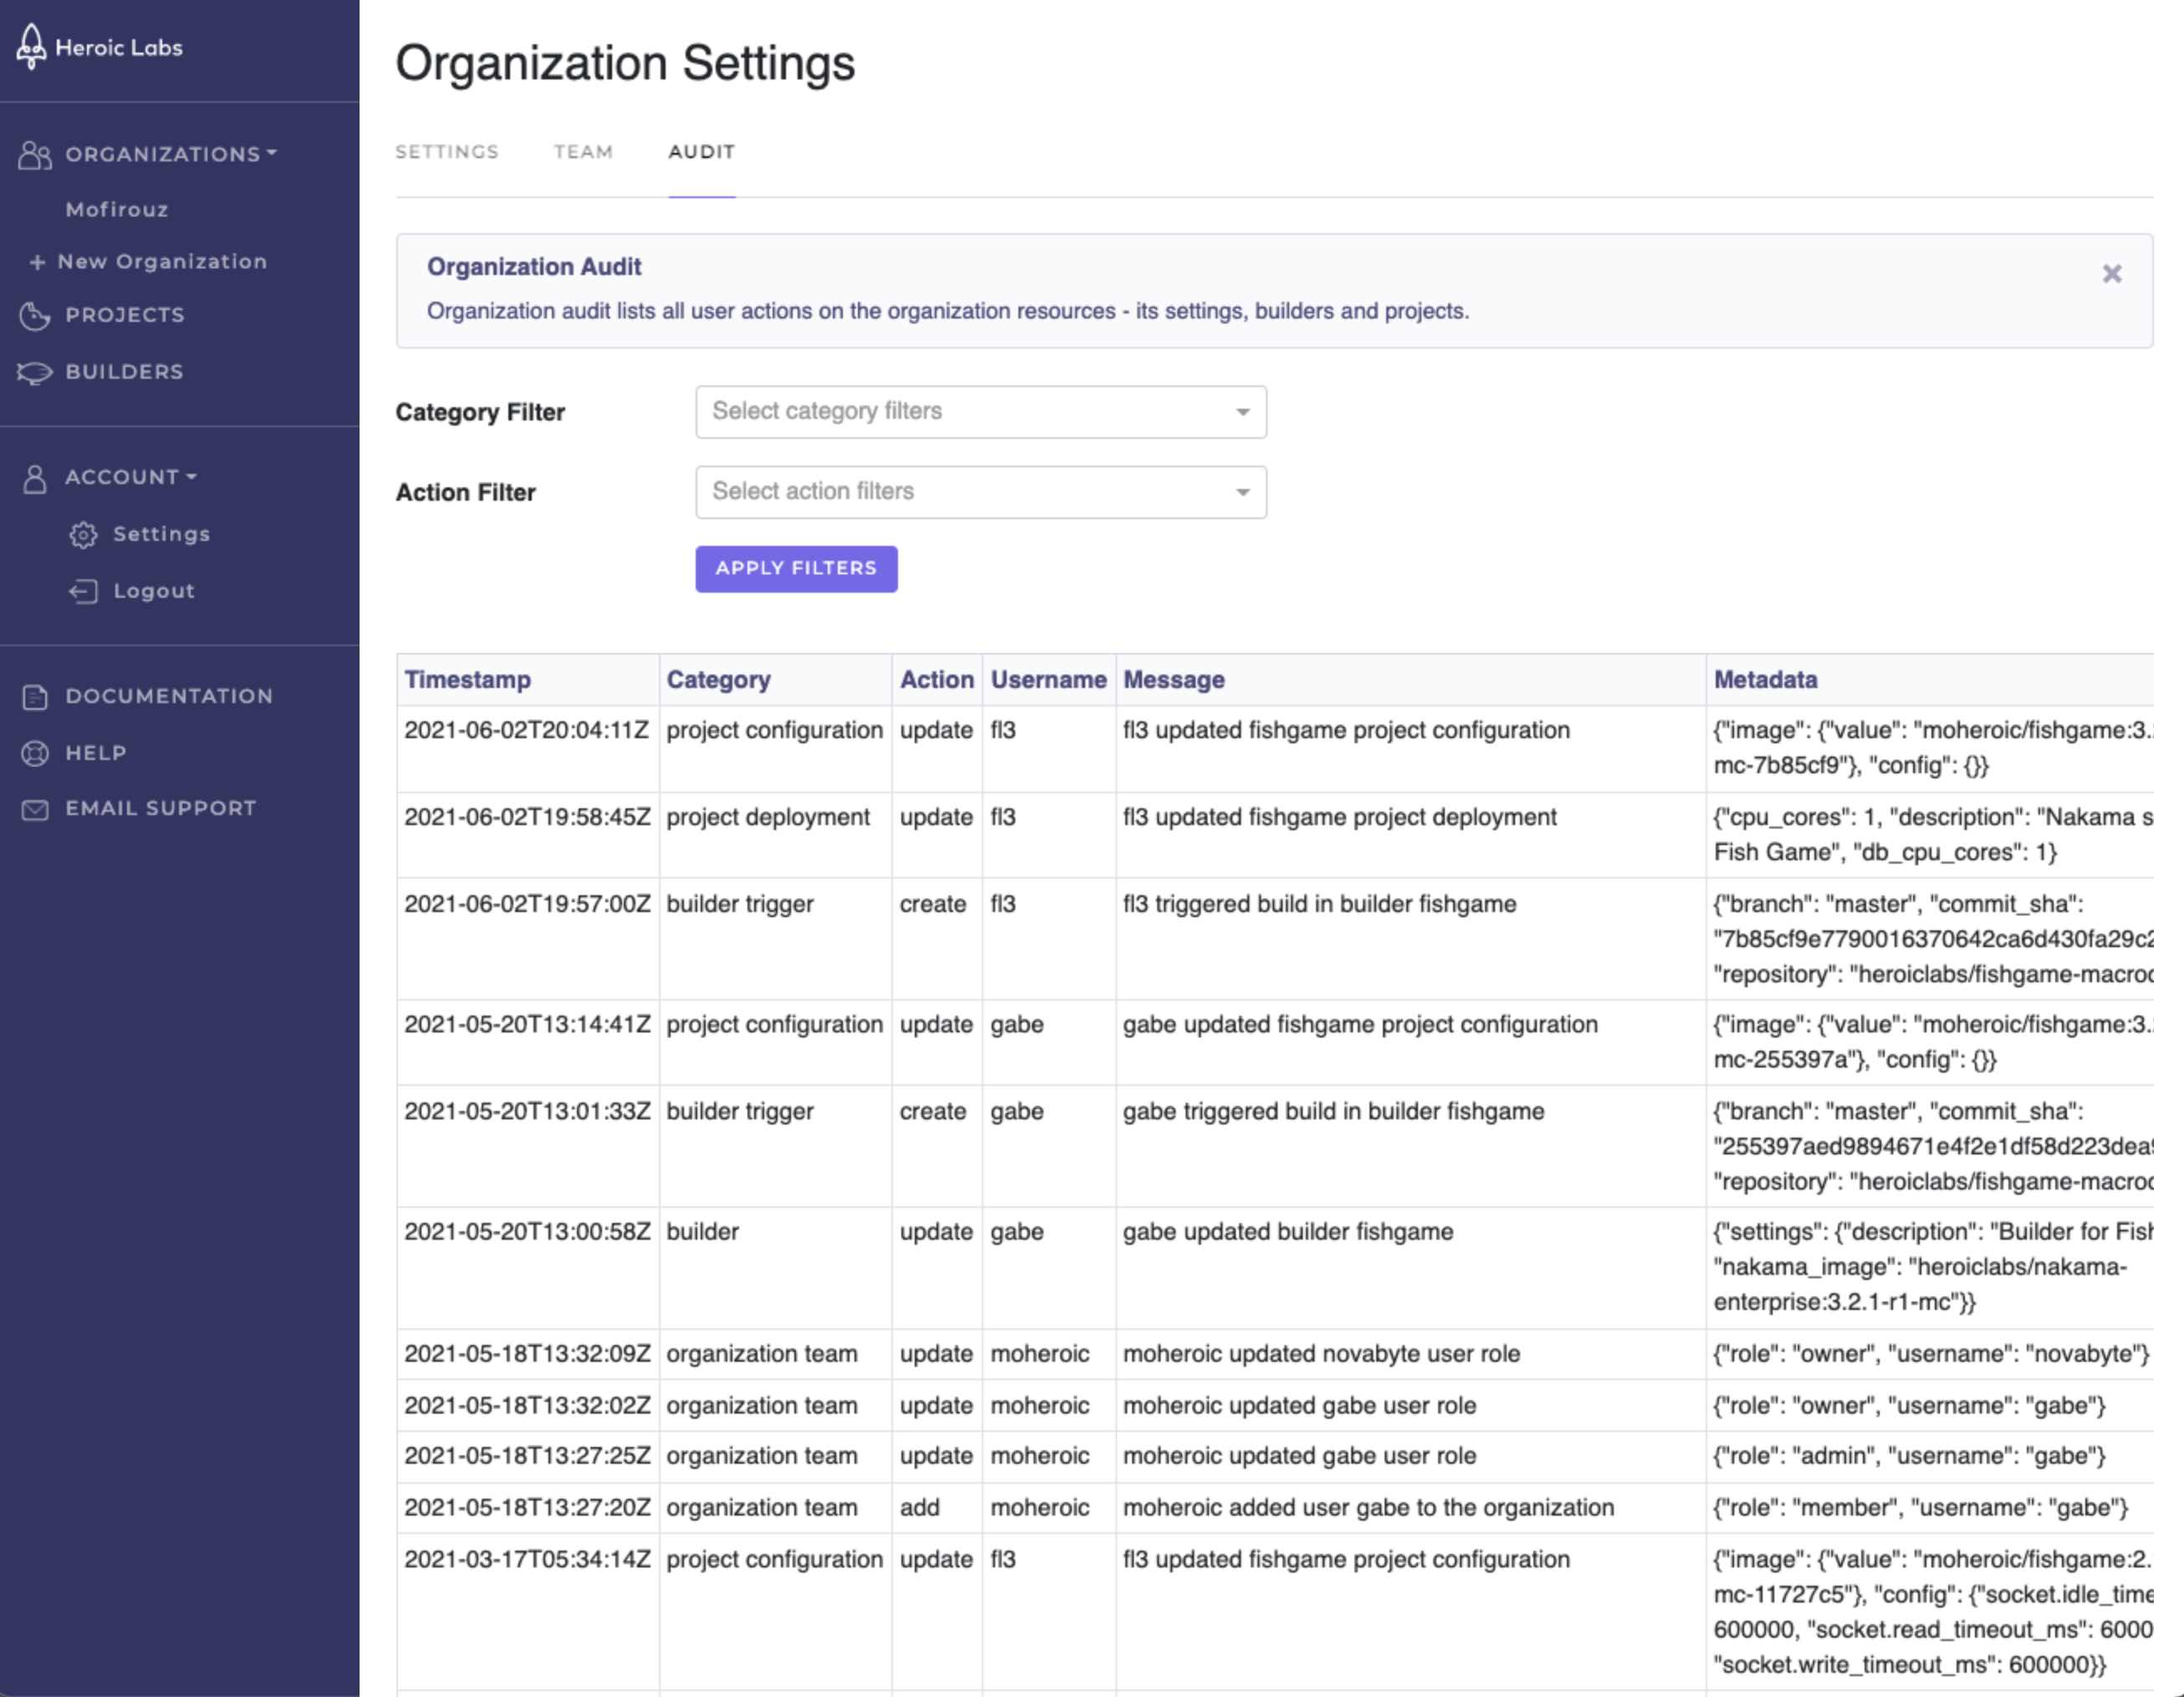 Heroic Labs
ORGANIZATIONS
Mofirouz
+ New Organization
PROJECTS
BUILDERS
ACCOUNT
Settings
Logout
DOCUMENTATION
HELP
EMAIL SUPPORT
Organization Settings
SETTINGS TEAM AUDIT
Organization Audit
Organization audit lists all user actions on the organization resources - its settings, builders and projects.
Category Filter Select category filters
Action Filter Select action filters
APPLY FILTERS
Timestamp Category Action Username Message Metadata
2021-06-02T20:04:11Z project configuration update fl3 fl3 updated fishgame project configuration {"image": {"value": "moheroic/fishgame:3.
mc-7b85cf9"}, "config": {}}
2021-06-02T19:58:45Z project deployment update fl3 fl3 updated fishgame project deployment {"cpu_cores": 1, "description": "Nakama s
Fish Game", "db_cpu_cores": 1}
2021-06-02T19:57:00Z builder trigger create fl3 fl3 triggered build in builder fishgame {"branch": "master", "commit_sha":
"7b85cf9e7790016370642ca6d430fa29c2
"repository": "heroiclabs/fishgame-macroc
2021-05-20T13:14:41Z project configuration update gabe gabe updated fishgame project configuration {"image": {"value": "moheroic/fishgame:3.
mc-255397a"}, "config": {}}
2021-05-20T13:01:33Z builder trigger create gabe gabe triggered build in builder fishgame {"branch": "master", "commit_sha":
"255397aed9894671e4f2e1df58d223dea
"repository": "heroiclabs/fishgame-macroc
2021-05-20T13:00:58Z builder update gabe gabe updated builder fishgame {"settings": {"description": "Builder for Fish
"nakama_image": "heroiclabs/nakama-
enterprise:3.2.1-r1-mc"}}
2021-05-18T13:32:09Z organization team update moheroic moheroic updated novabyte user role {"role": "owner", "username": "novabyte"}
2021-05-18T13:32:02Z organization team update moheroic moheroic updated gabe user role {"role": "owner", "username": "gabe"}
2021-05-18T13:27:25Z organization team update moheroic moheroic updated gabe user role {"role": "admin", "username": "gabe"}
2021-05-18T13:27:20Z organization team add moheroic moheroic added user gabe to the organization {"role": "member", "username": "gabe"}
2021-03-17T05:34:14Z project configuration update fl3 fl3 updated fishgame project configuration {"image": {"value": "moheroic/fishgame:2.
mc-11727c5"}, "config": {"socket.idle_time
600000, "socket.read_timeout_ms": 6000
"socket.write_timeout_ms": 600000}}